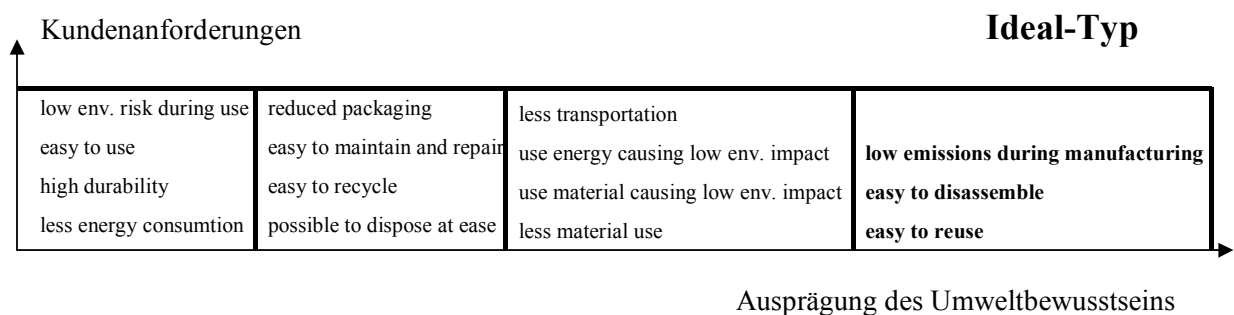 Kundenanforderungen
Ideal-Typ
low env. risk during use
easy to use
high durability
less energy consumtion
reduced packaging
easy to maintain and repair
easy to recycle
possible to dispose at ease
less transportation
use energy causing low env. impact
use material causing low env. impact
less material use
low emissions during manufacturing
easy to disassemble
easy to reuse
Ausprägung des Umweltbewusstseins